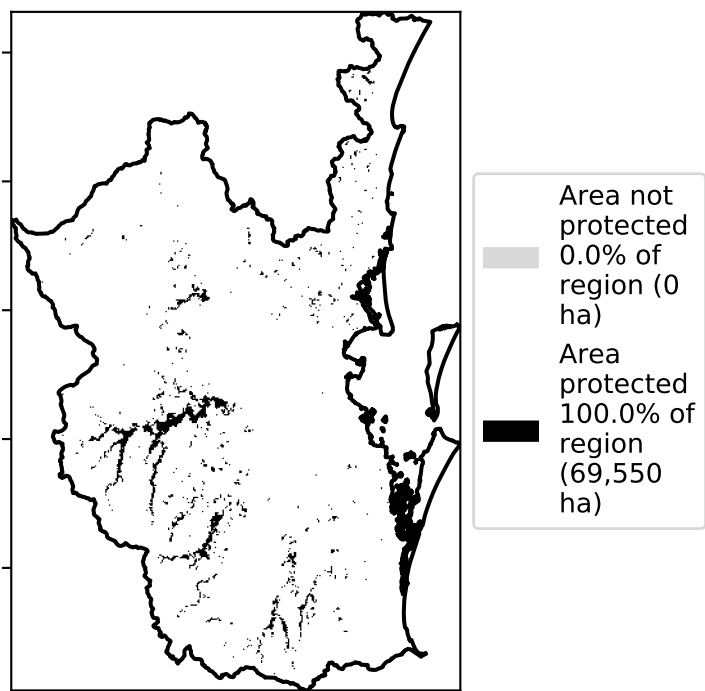 Area not
protected
0.0% of
region (0
ha)
Area
protected
100.0% of
region
(69,550
ha)